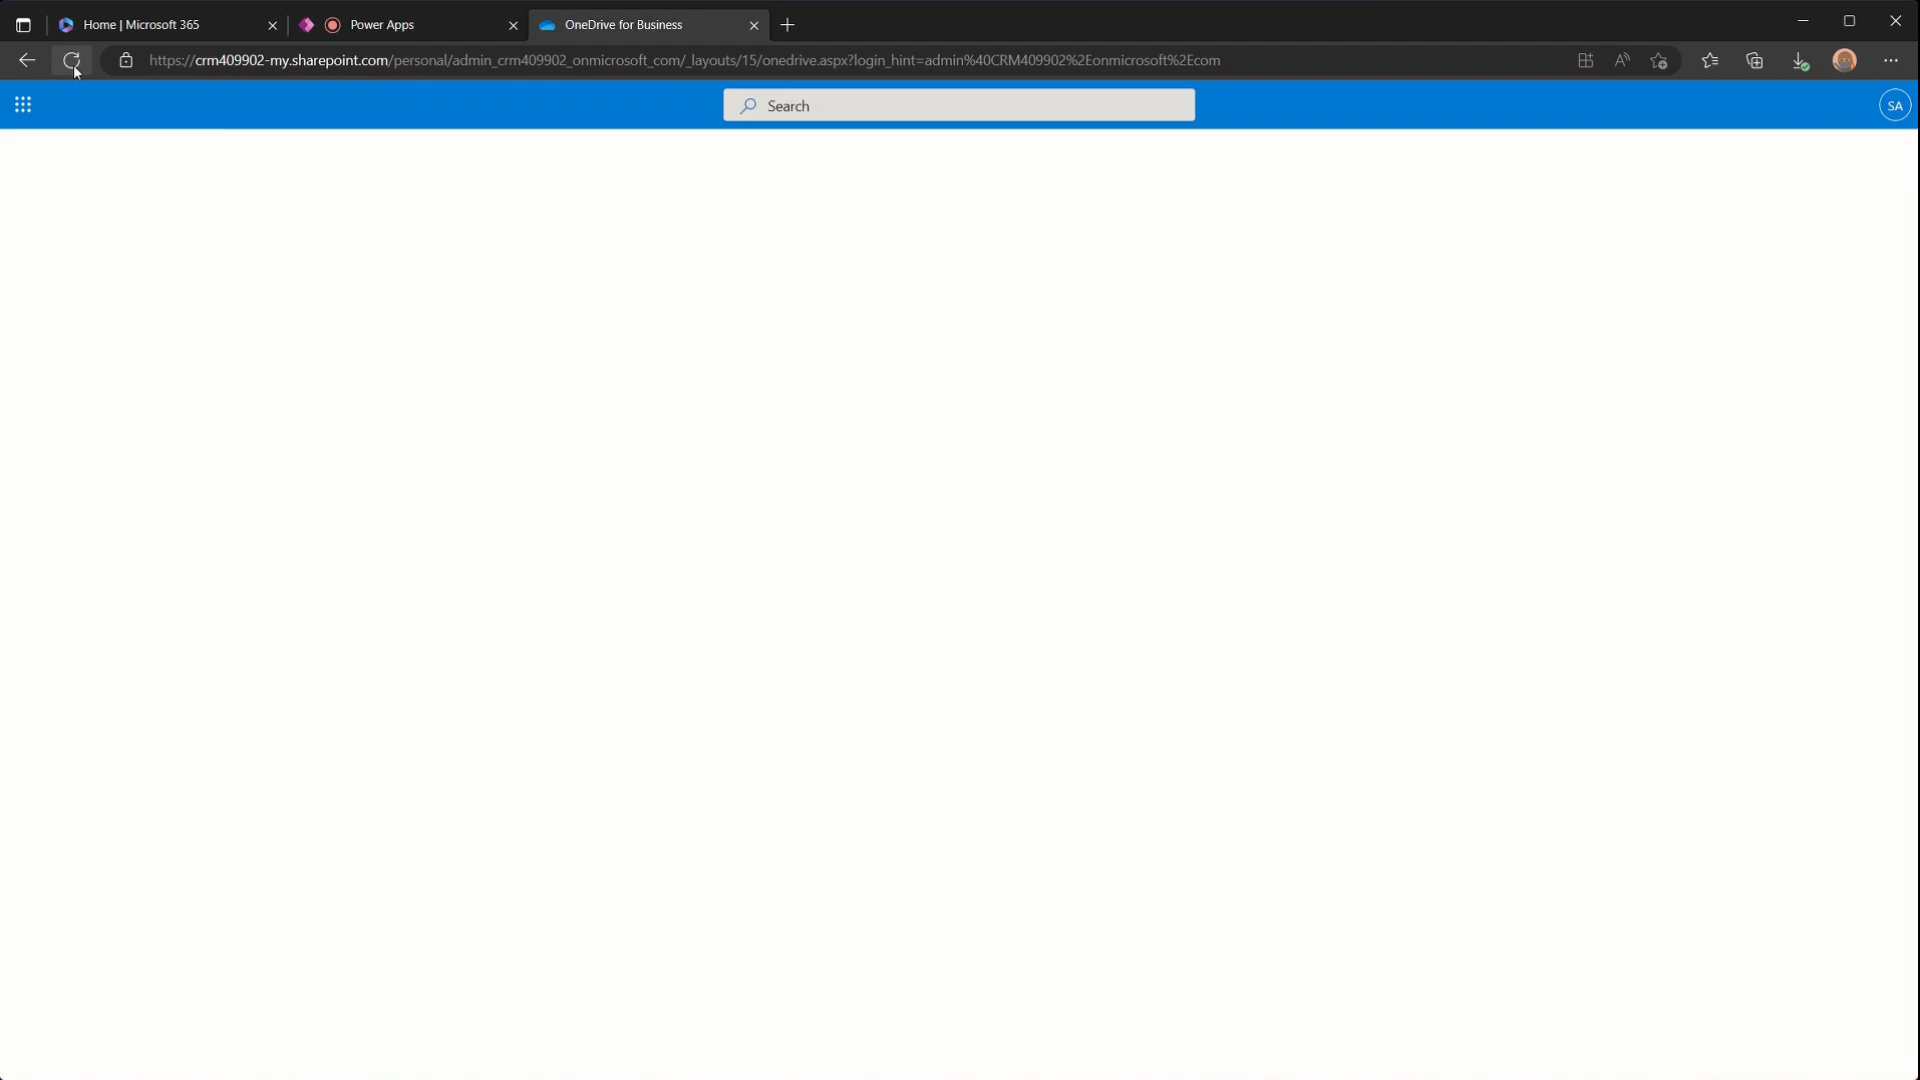 Home | Microsoft 365
Power Apps
OneDrive for Business
https://crm409902-my.sharepoint.com/personal/admin_crm409902_onmicrosoft_com/_layouts/15/onedrive.aspx?login_hint=admin%40CRM409902%2Eonmicrosoft%2Ecom
Search
SA